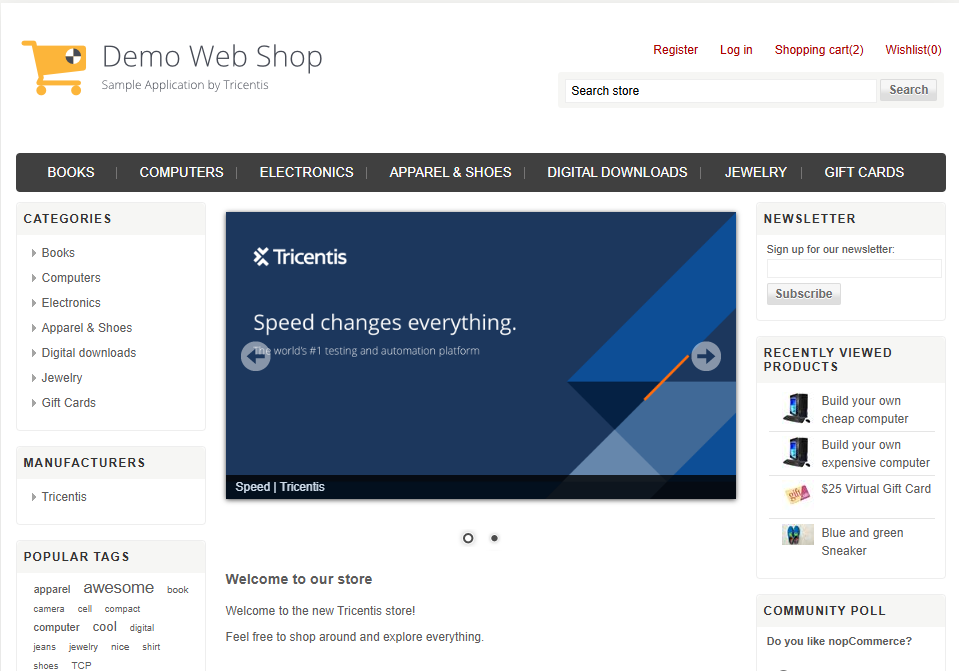 Demo Web Shop
Sample Application by Tricentis
Register Log in Shopping cart(2) Wishlist(0)
Search store Search
BOOKS COMPUTERS ELECTRONICS APPAREL & SHOES DIGITAL DOWNLOADS JEWELRY GIFT CARDS
CATEGORIES
Books
Computers
Electronics
Apparel & Shoes
Digital downloads
Jewelry
Gift Cards
MANUFACTURERS
Tricentis
POPULAR TAGS
apparel awesome book
camera cell compact
computer cool digital
jeans jewelry nice shirt
shoes TCP
Tricentis
Speed changes everything.
The world's #1 testing and automation platform
Speed | Tricentis
Welcome to our store
Welcome to the new Tricentis store!
Feel free to shop around and explore everything.
NEWSLETTER
Sign up for our newsletter:
Subscribe
RECENTLY VIEWED
PRODUCTS
Build your own
cheap computer
Build your own
expensive computer
$25 Virtual Gift Card
Blue and green
Sneaker
COMMUNITY POLL
Do you like nopCommerce?